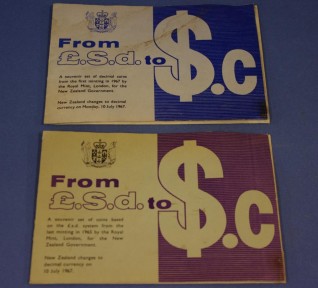 From
£.S.d. to $.c
A souvenir set of decimal coins
from the first minting in 1967 by
the Royal Mint, London, for the
New Zealand Government.
New Zealand changes to decimal
currency on Monday, 10 July 1967.
From
£.S.d. to $.c
A souvenir set of coins based
on the £.s.d. system from the
last minting in 1965 by the Royal
Mint, London, for the New
Zealand Government.
New Zealand changes to
decimal currency on
10 July 1967.